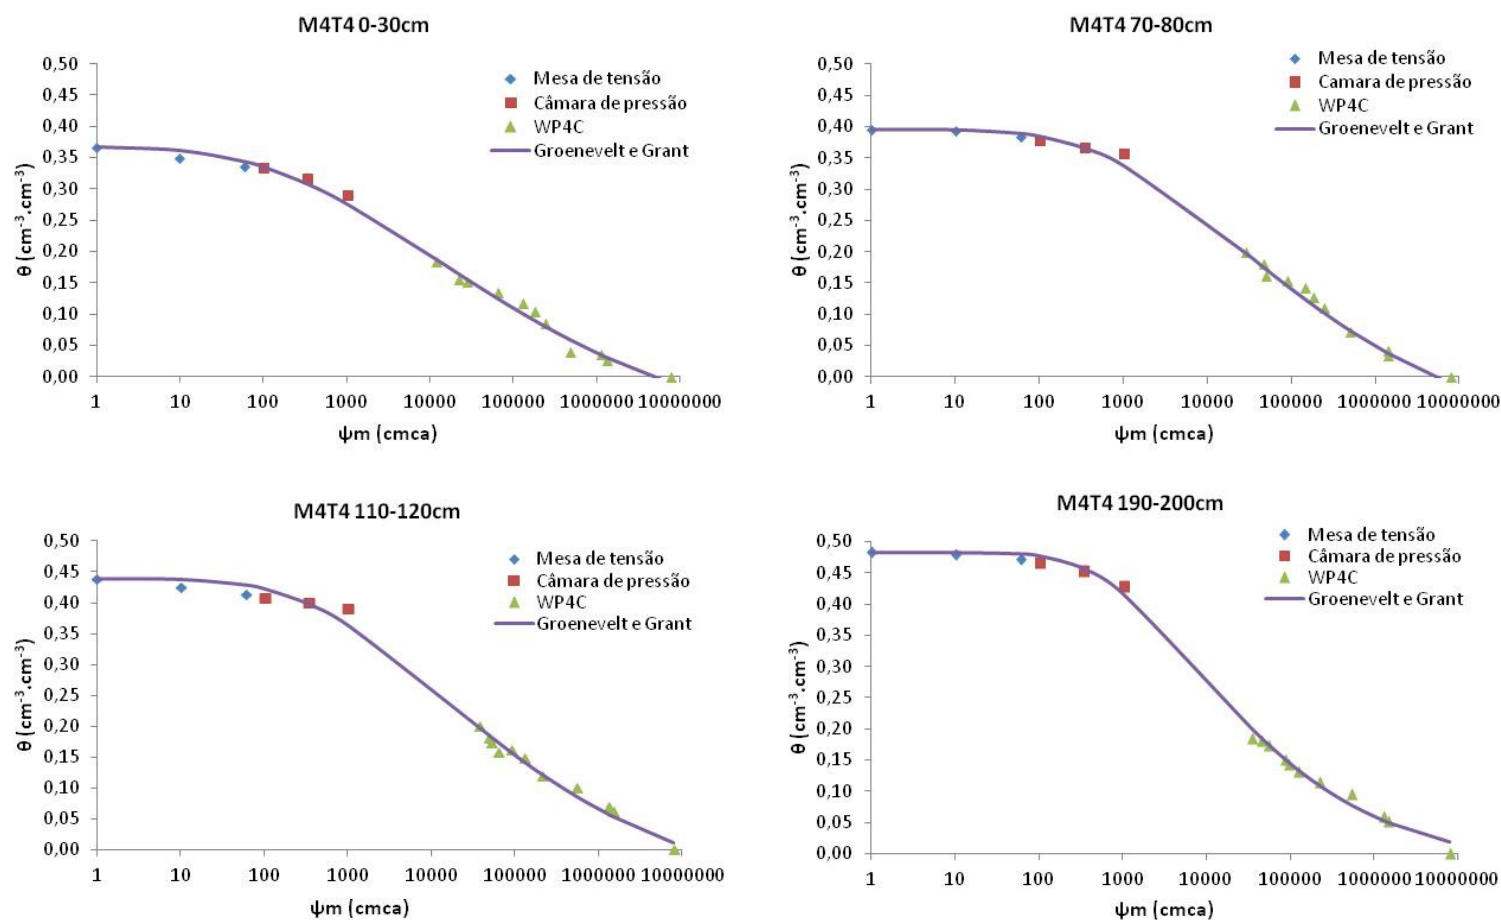 M4T4 0-30cm
0,50
0,45
0,40
0,35
0,30
0,25
0,20
0,15
0,10
0,05
0,00
θ (cm⁻³.cm⁻³)
Mesa de tensão
Câmara de pressão
WP4C
Groenevelt e Grant
1 10 100 1000 10000 100000 1000000 10000000
ψm (cmca)
M4T4 70-80cm
0,50
0,45
0,40
0,35
0,30
0,25
0,20
0,15
0,10
0,05
0,00
θ (cm⁻³.cm⁻³)
Mesa de tensão
Camara de pressão
WP4C
Groenevelt e Grant
1 10 100 1000 10000 100000 1000000 10000000
ψm (cmca)
M4T4 110-120cm
0,50
0,45
0,40
0,35
0,30
0,25
0,20
0,15
0,10
0,05
0,00
θ (cm⁻³.cm⁻³)
Mesa de tensão
Câmara de pressão
WP4C
Groenevelt e Grant
1 10 100 1000 10000 100000 1000000 10000000
ψm (cmca)
M4T4 190-200cm
0,50
0,45
0,40
0,35
0,30
0,25
0,20
0,15
0,10
0,05
0,00
θ (cm⁻³.cm⁻³)
Mesa de tensão
Câmara de pressão
WP4C
Groenevelt e Grant
1 10 100 1000 10000 100000 1000000 10000000
ψm (cmca)